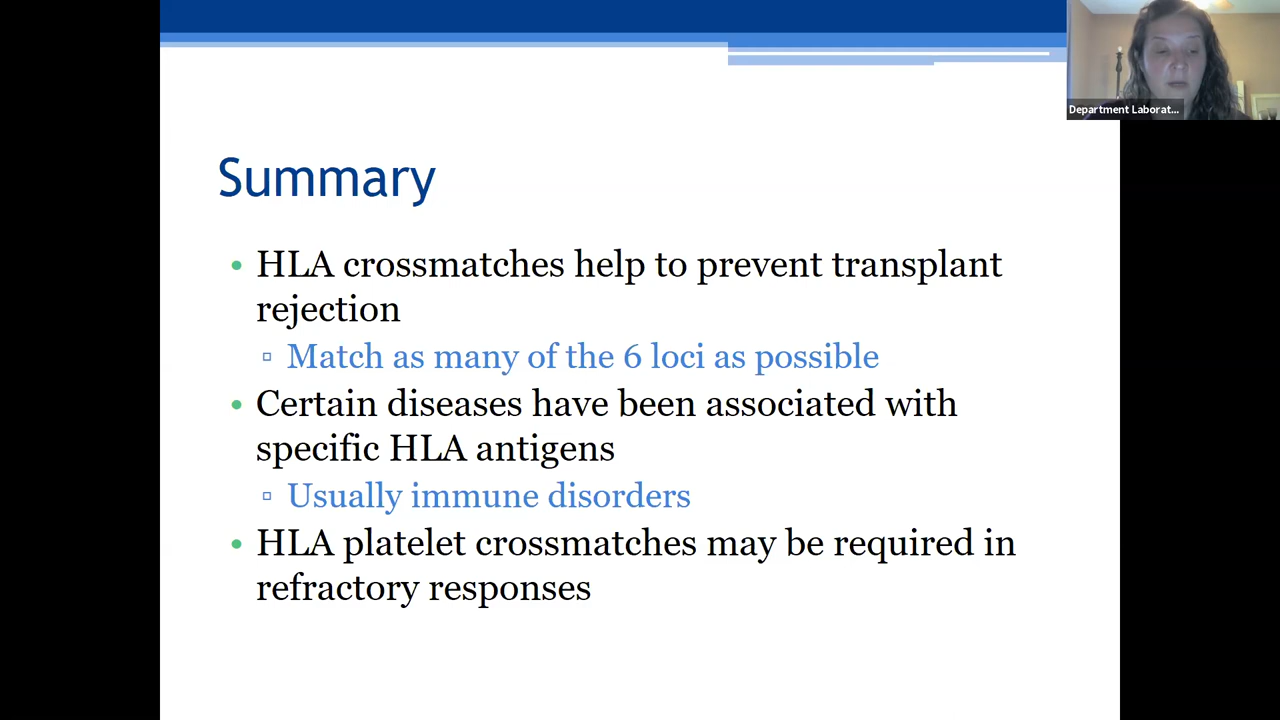 Department Laborat...
Summary
• HLA crossmatches help to prevent transplant
rejection
▫ Match as many of the 6 loci as possible
• Certain diseases have been associated with
specific HLA antigens
▫ Usually immune disorders
• HLA platelet crossmatches may be required in
refractory responses